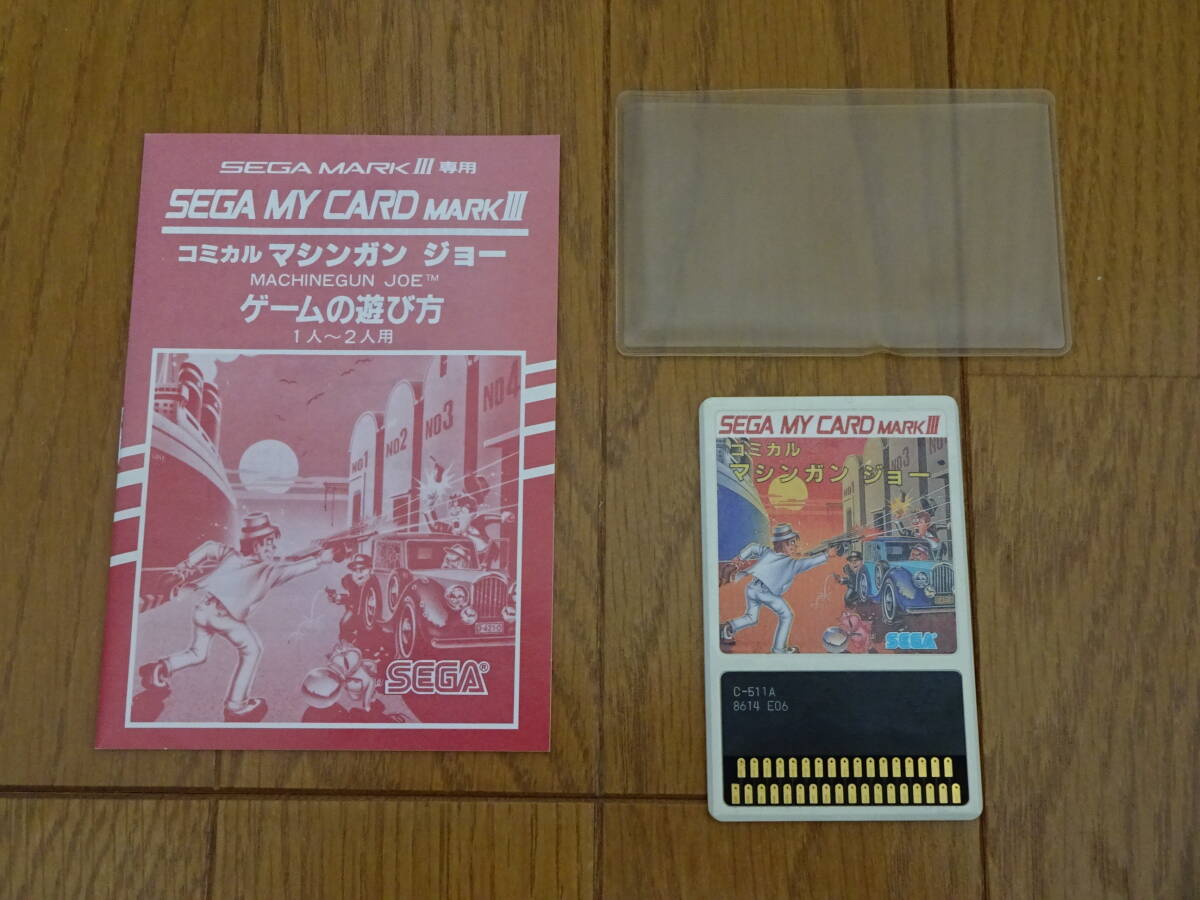 SEGA MARK III 専用
SEGA MY CARD MARK III
コミカル マシンガン ジョー
MACHINEGUN JOE™
ゲームの遊び方
1人〜2人用
NO1
NO2
NO3
NO4
SEGA®
SEGA MY CARD MARK III
コミカル
マシンガン ジョー
NO3
SEGA
C-511A
8614 E06